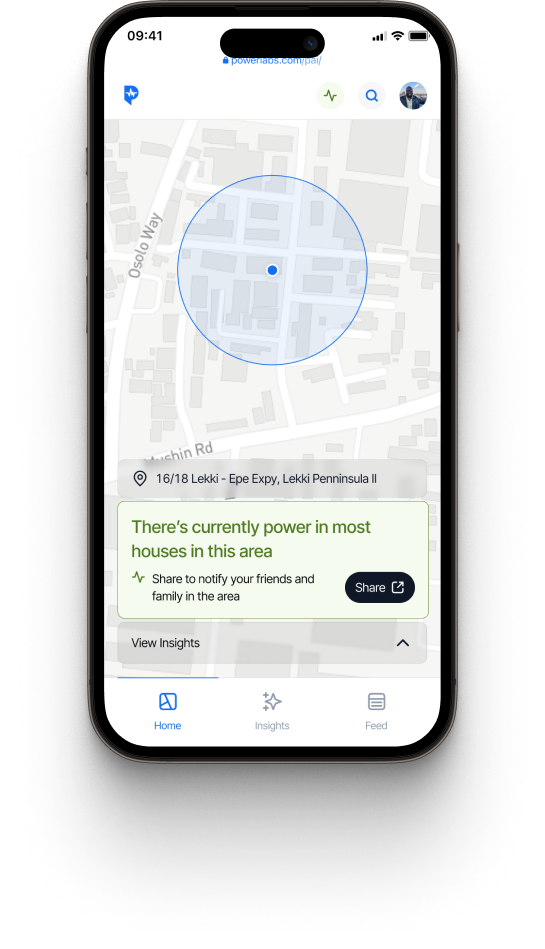 09:41
powerlabs.com/pai/
Osolo Way
Mushin Rd
16/18 Lekki - Epe Expy, Lekki Penninsula II
There's currently power in most
houses in this area
Share to notify your friends and
family in the area
Share
View Insights
Home
Insights
Feed